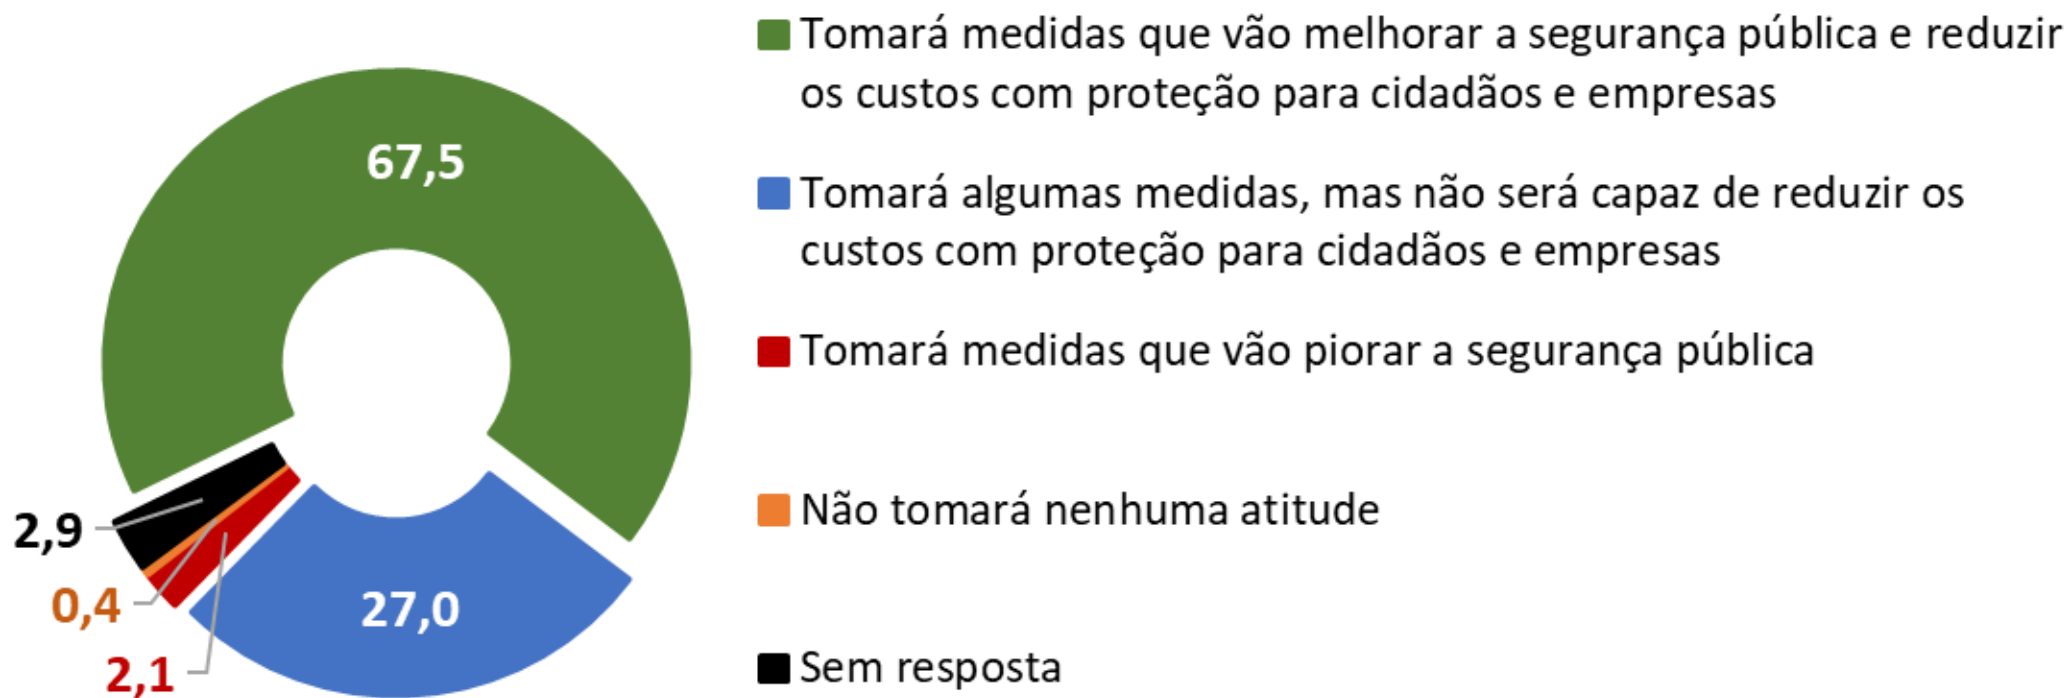 67,5
27,0
2,9
0,4
2,1
Tomará medidas que vão melhorar a segurança pública e reduzir
os custos com proteção para cidadãos e empresas
Tomará algumas medidas, mas não será capaz de reduzir os
custos com proteção para cidadãos e empresas
Tomará medidas que vão piorar a segurança pública
Não tomará nenhuma atitude
Sem resposta